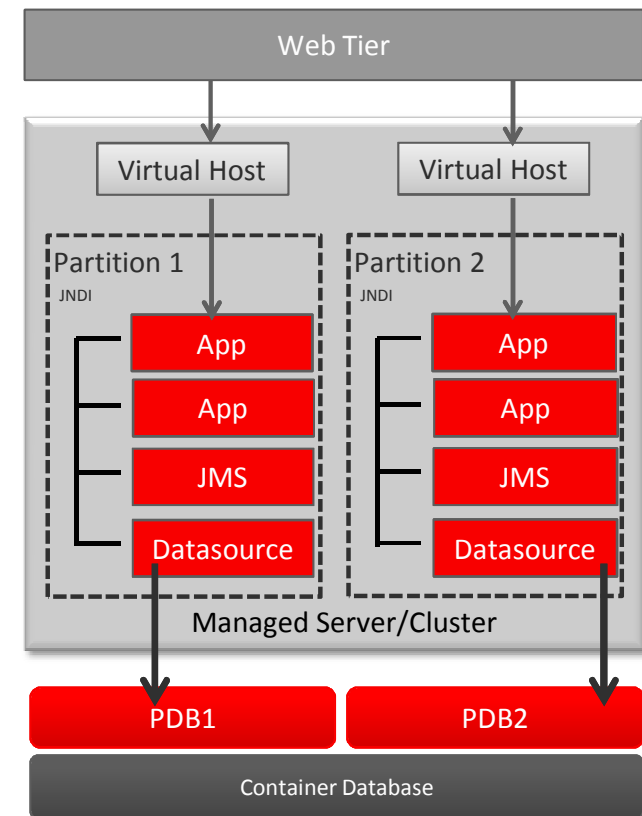 Web Tier
Virtual Host
Virtual Host
Partition 1
JNDI
App
App
JMS
Datasource
Partition 2
JNDI
App
App
JMS
Datasource
Managed Server/Cluster
PDB1
PDB2
Container Database